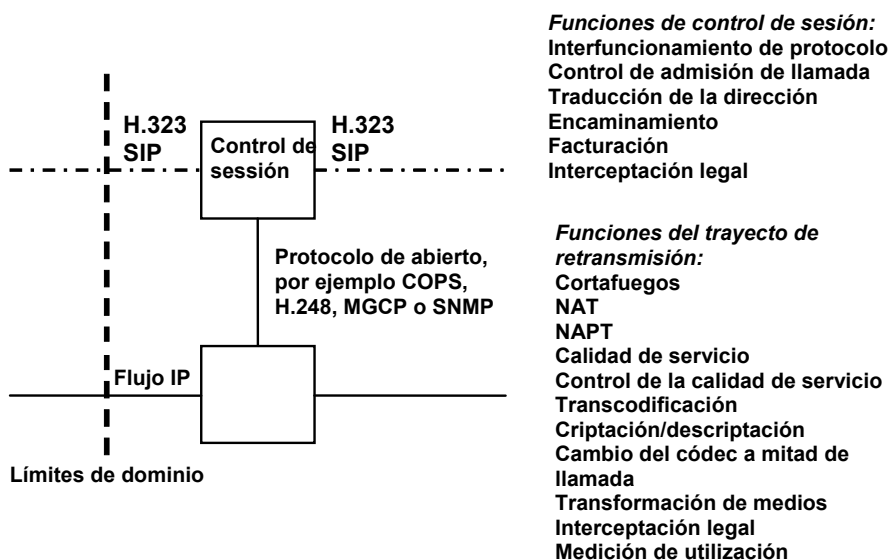 Funciones de control de sesión:
Interfuncionamiento de protocolo
Control de admisión de llamada
Traducción de la dirección
Encaminamiento
Facturación
Interceptación legal
H.323
SIP
Control de
sessión
H.323
SIP
Protocolo de abierto,
por ejemplo COPS,
H.248, MGCP o SNMP
Flujo IP
Límites de dominio
Funciones del trayecto de
retransmisión:
Cortafuegos
NAT
NAPT
Calidad de servicio
Control de la calidad de servicio
Transcodificación
Criptación/descriptación
Cambio del códec a mitad de
llamada
Transformación de medios
Interceptación legal
Medición de utilización